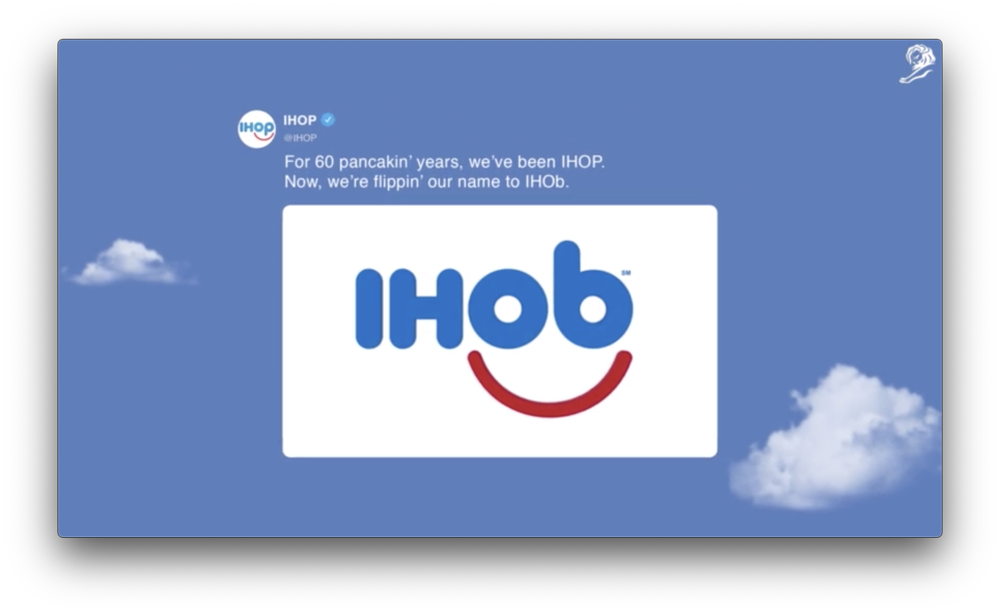 IHOP
IHOP
@IHOP
For 60 pancakin’ years, we’ve been IHOP.
Now, we’re flippin’ our name to IHOb.
IHOb SM